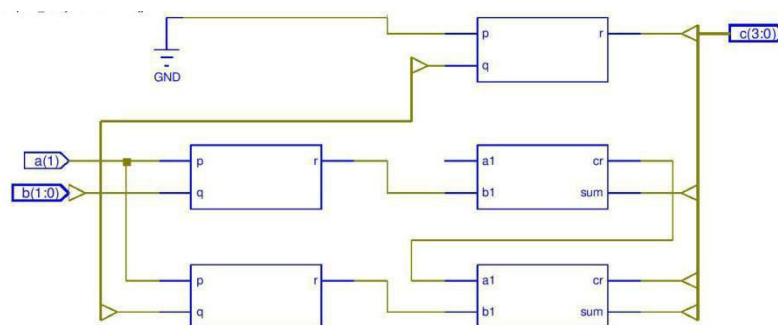 p r
q
c(3:0)
GND
a(1)
b(1:0)
p r
q
a1 cr
b1 sum
p r
q
a1 cr
b1 sum